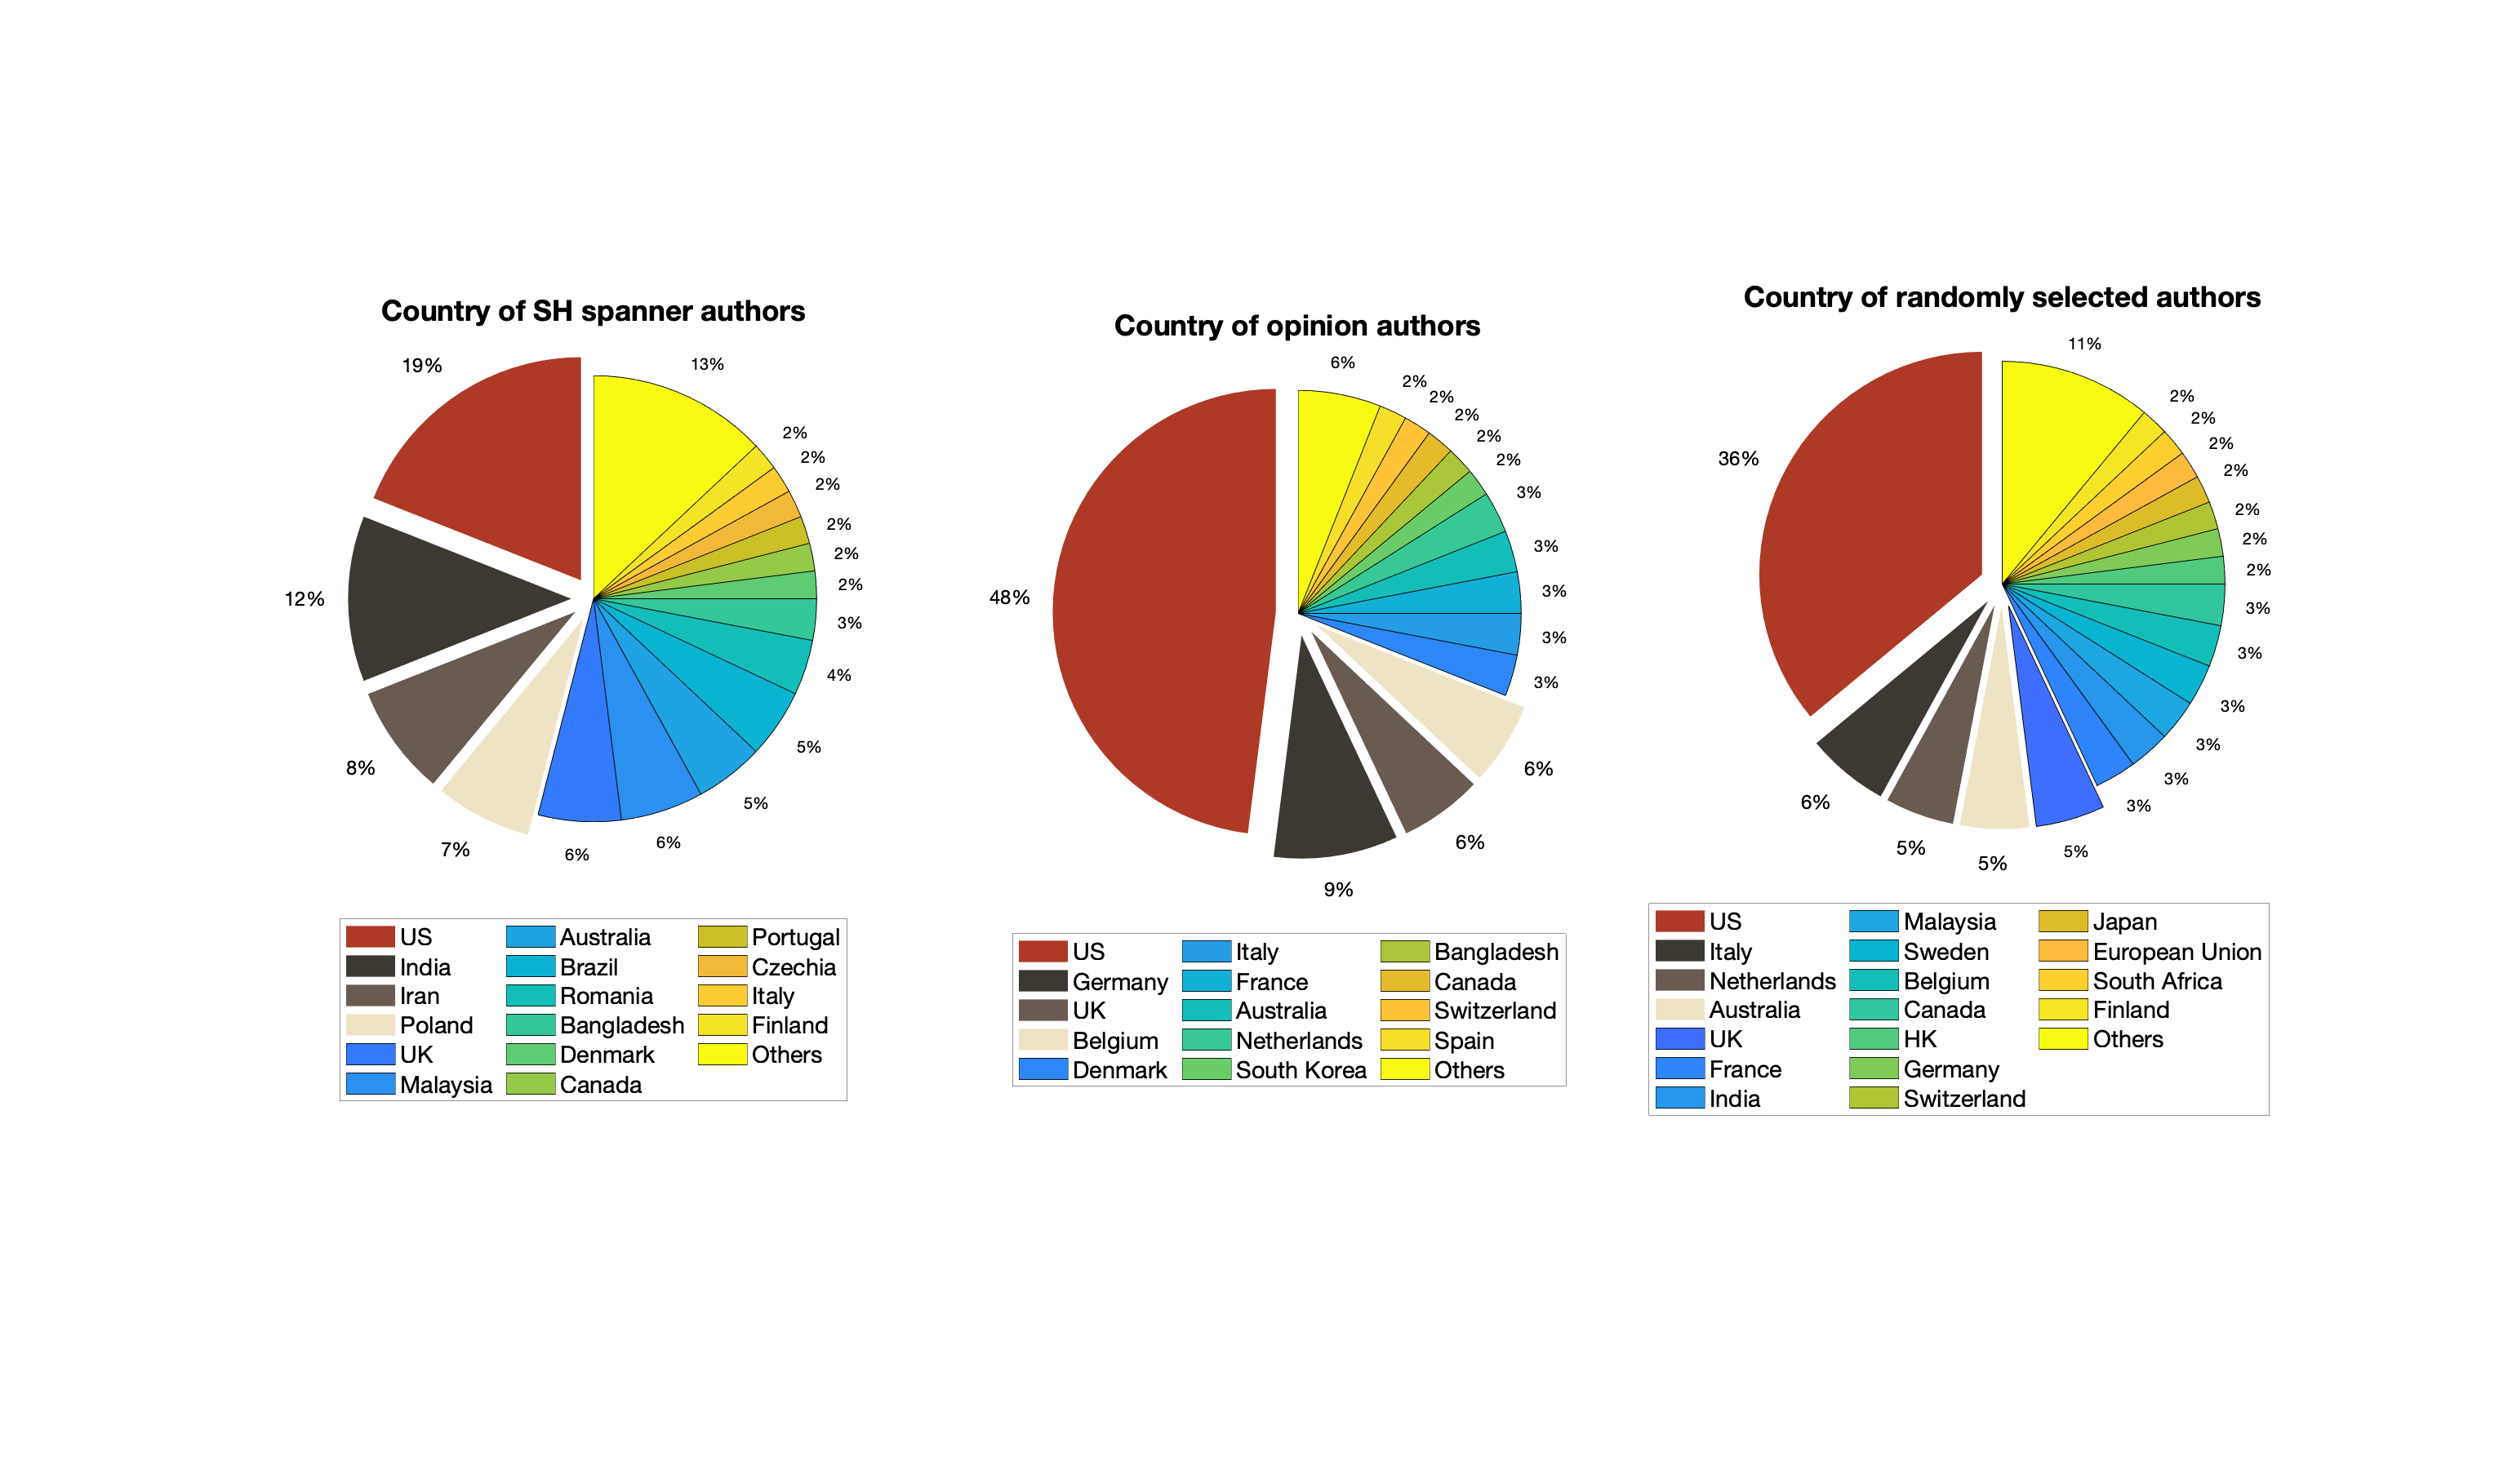 Country of SH spanner authors
19%
13%
2%
2%
2%
2%
2%
2%
3%
4%
5%
5%
6%
6%
7%
8%
12%
US
India
Iran
Poland
UK
Malaysia
Australia
Brazil
Romania
Bangladesh
Denmark
Canada
Portugal
Czechia
Italy
Finland
Others
Country of opinion authors
6%
2%
2%
2%
2%
2%
3%
3%
3%
3%
3%
6%
6%
9%
48%
US
Germany
UK
Belgium
Denmark
Italy
France
Australia
Netherlands
South Korea
Bangladesh
Canada
Switzerland
Spain
Others
Country of randomly selected authors
11%
2%
2%
2%
2%
2%
2%
2%
3%
3%
3%
3%
3%
3%
5%
5%
5%
6%
36%
US
Italy
Netherlands
Australia
UK
France
India
Malaysia
Sweden
Belgium
Canada
HK
Germany
Switzerland
Japan
European Union
South Africa
Finland
Others